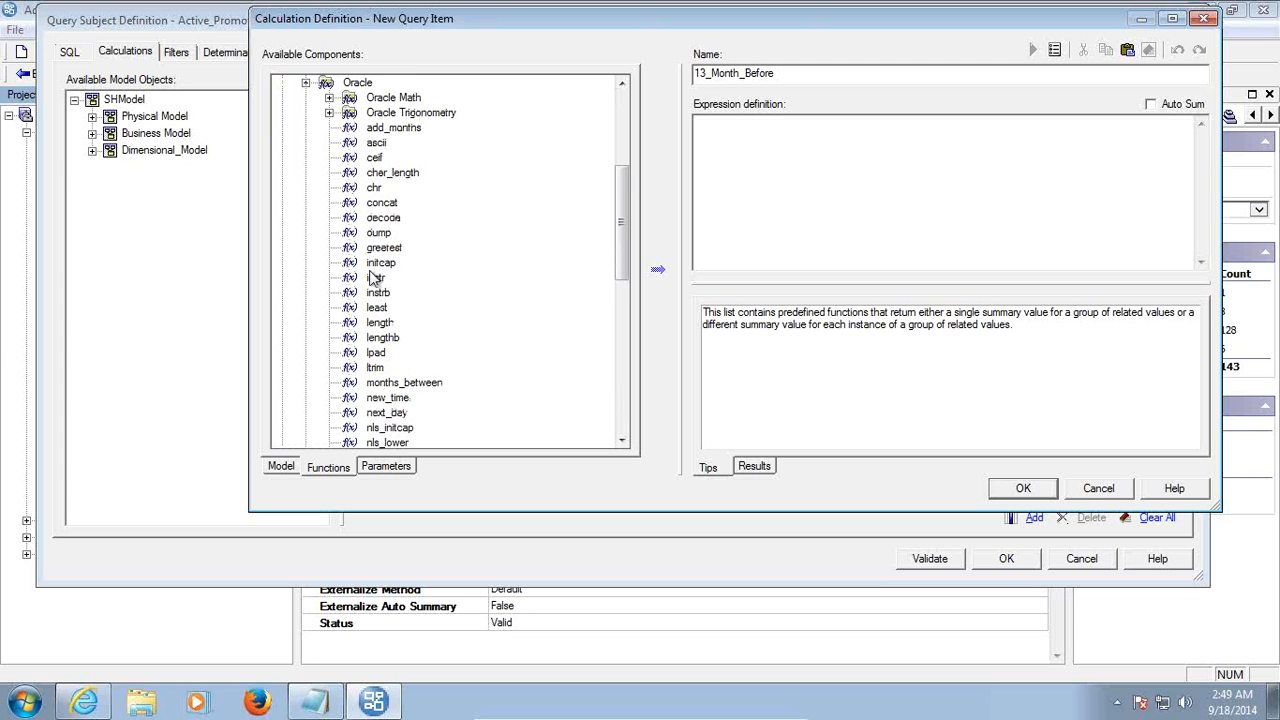 Query Subject Definition - Active_Promo
Calculation Definition - New Query Item
File
SQL
Calculations
Filters
Determina
Available Components:
Name:
13_Month_Before
Available Model Objects:
Projec
SHModel
Physical Model
Business Model
Dimensional_Model
Oracle
Oracle Math
Oracle Trigonometry
add_months
ascii
char_length
chr
concat
decode
dump
initcap
instrb
least
length
lengthb
lpad
ltrim
months_between
new_time
next_day
nls_initcap
nls_lower
Expression definition:
Auto Sum
This list contains predefined functions that return either a single summary value for a group of related values or a
different summary value for each instance of a group of related values.
Count
128
143
Model
Functions
Parameters
Tips
Results
OK
Cancel
Help
Add
Delete
Clear All
Validate
OK
Cancel
Help
Externalize Method
Default
Externalize Auto Summary
False
Status
Valid
NUM
2:49 AM
9/18/2014